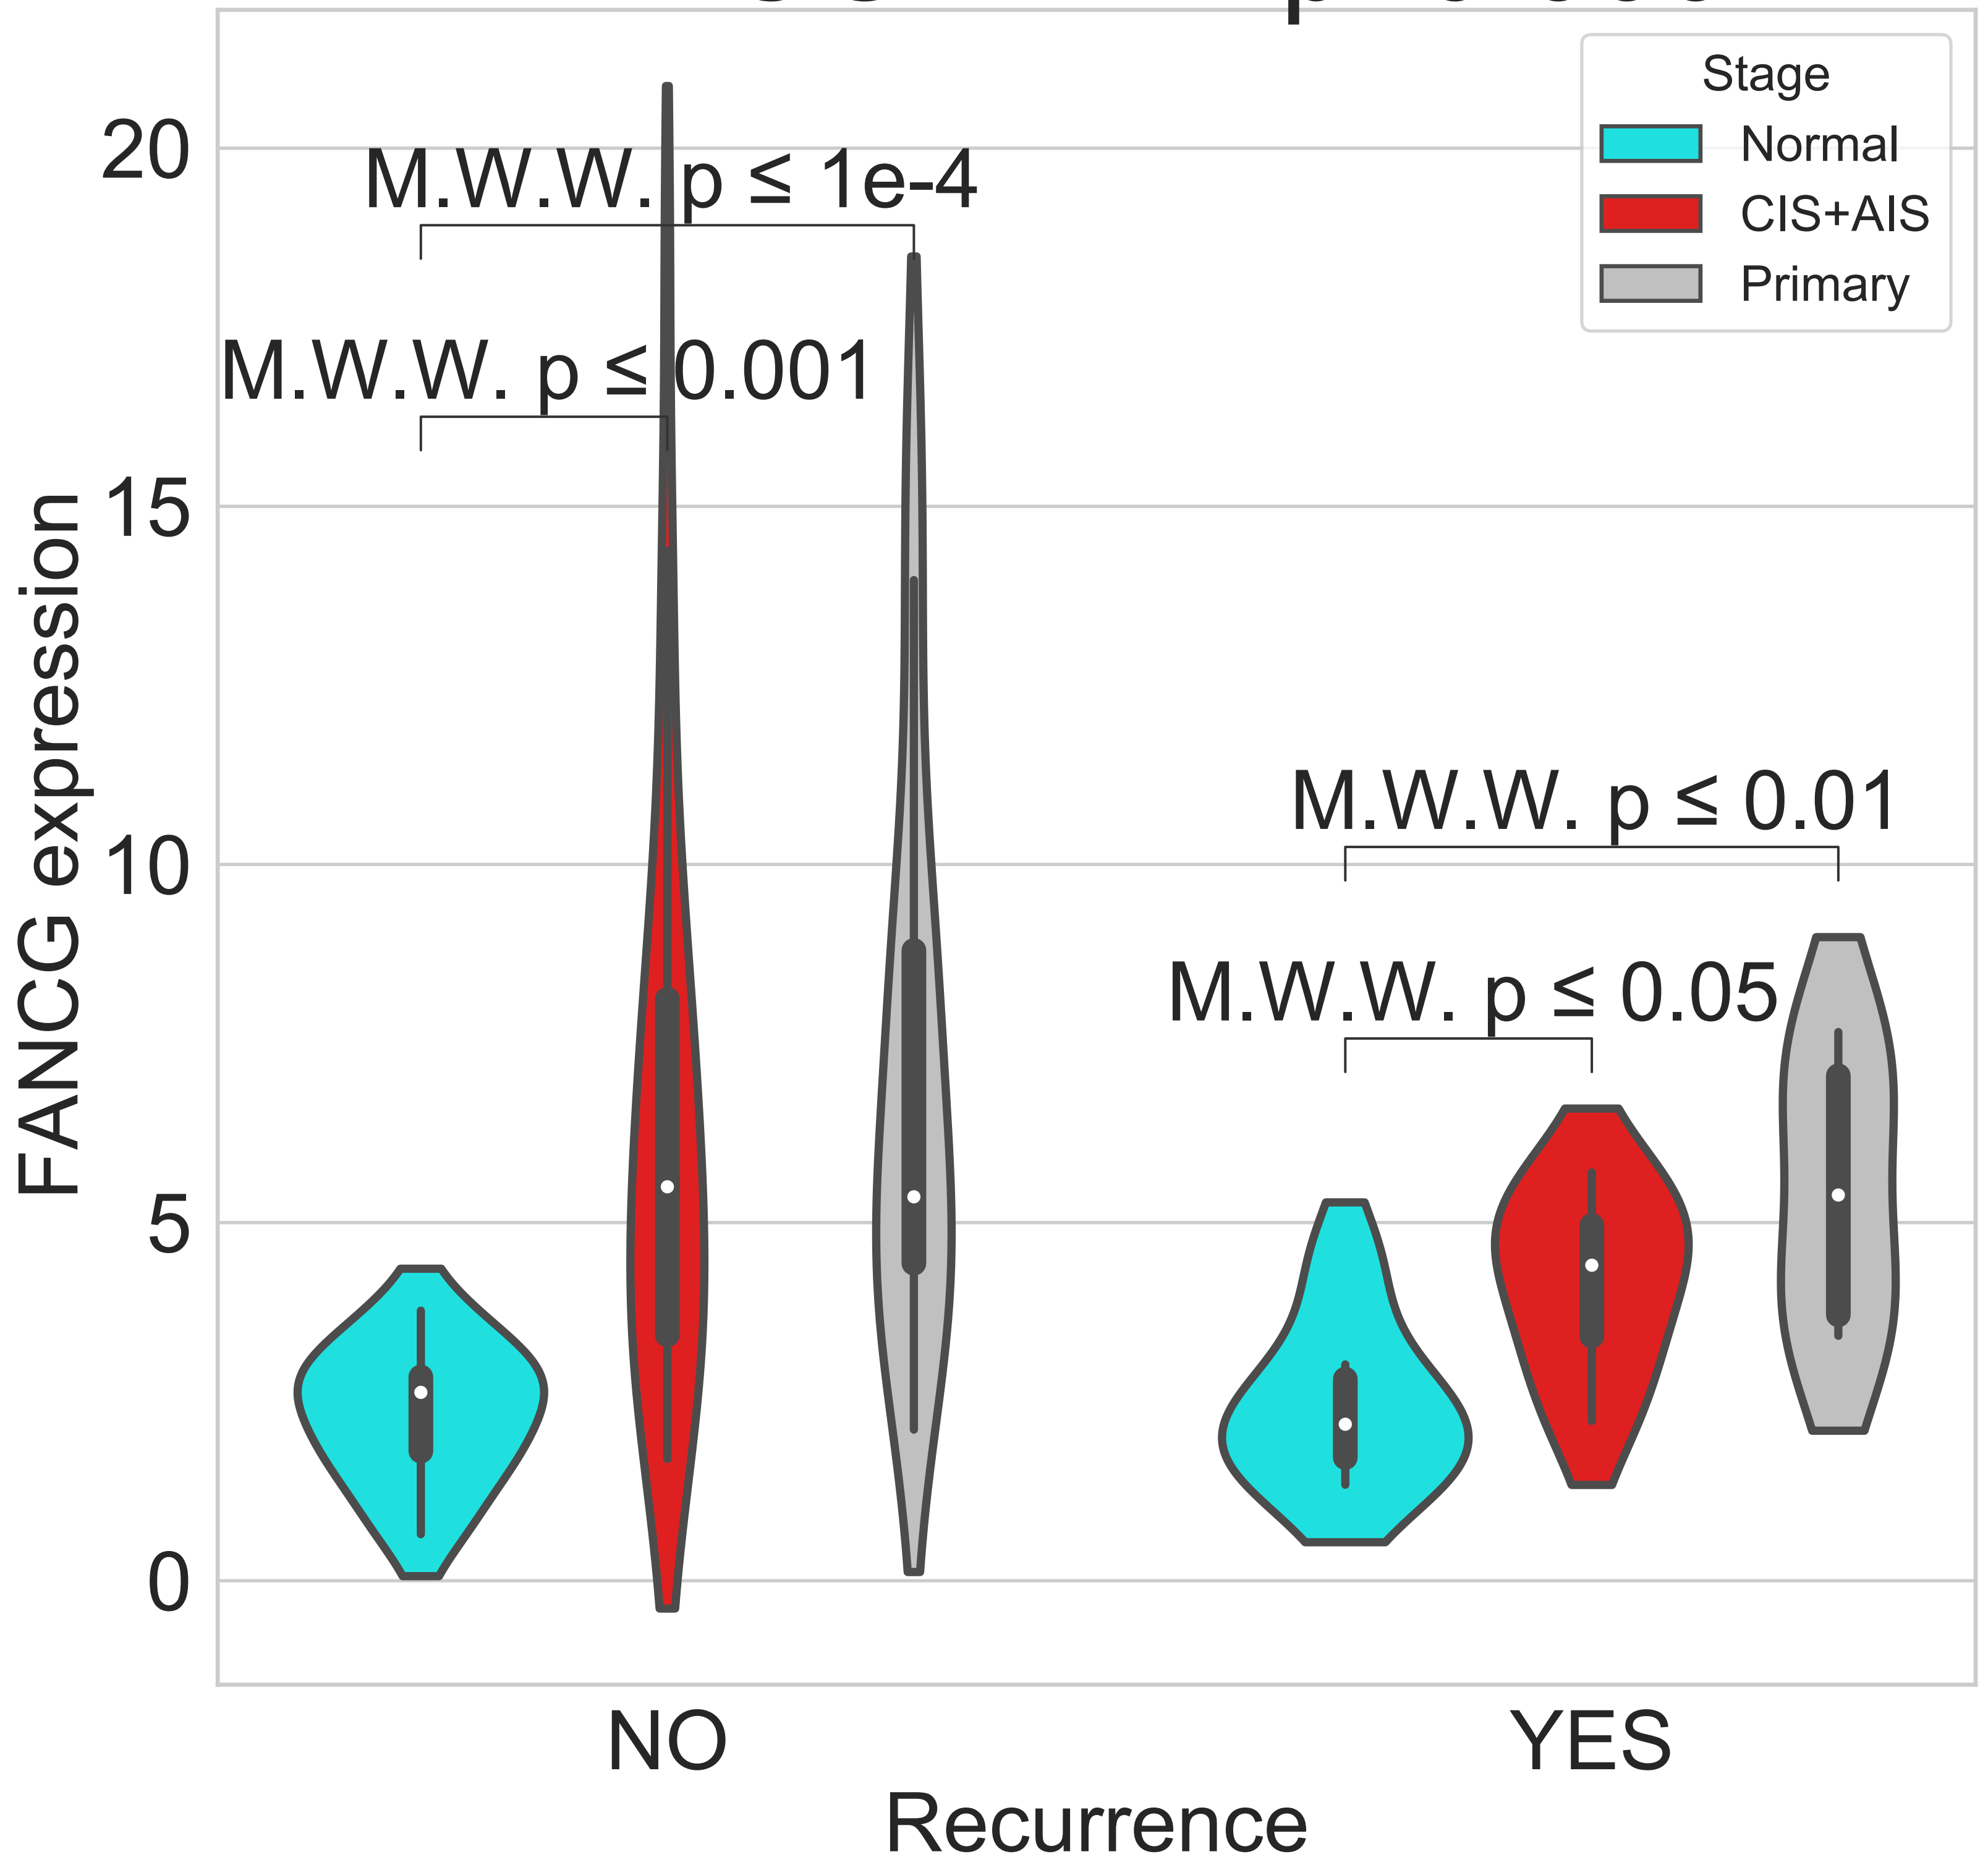 Stage
Normal
CIS+AIS
Primary
20
15
10
5
0
FANCG expression
M.W.W. p ≤ 1e-4
M.W.W. p ≤ 0.001
M.W.W. p ≤ 0.01
M.W.W. p ≤ 0.05
NO
YES
Recurrence